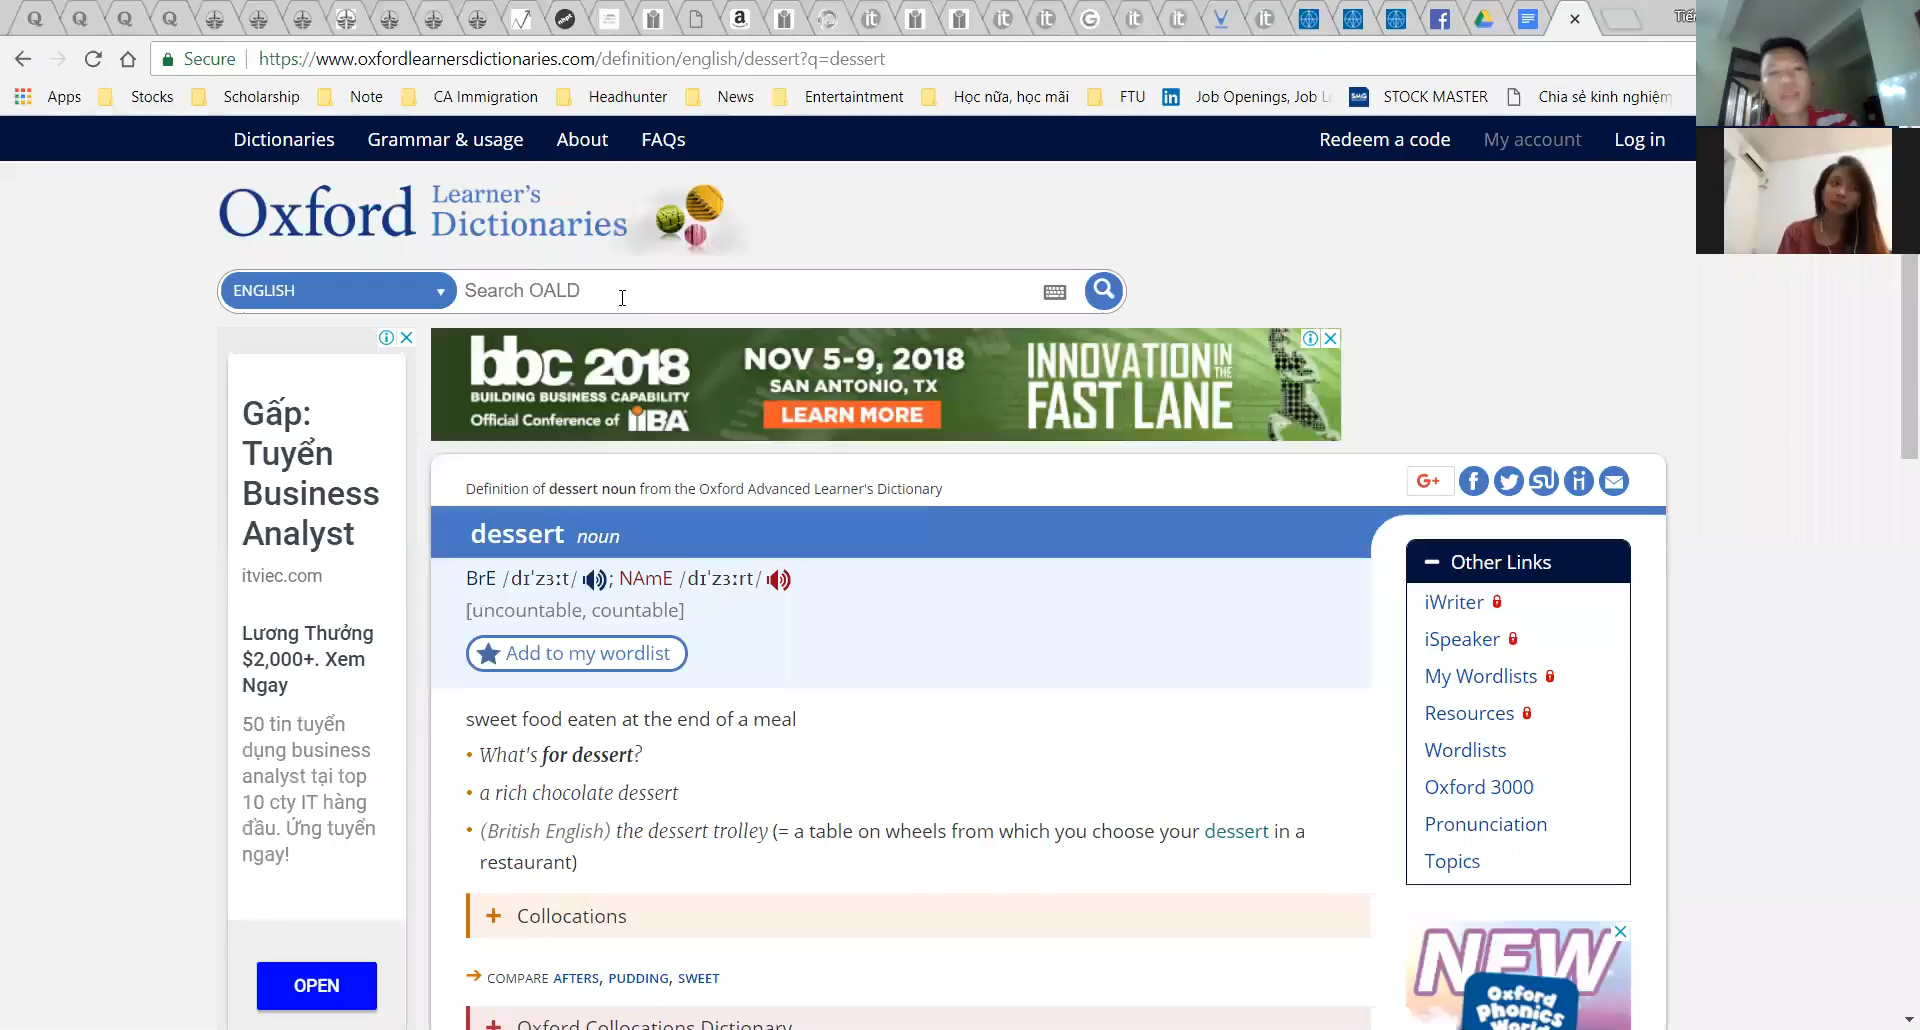 Secure
https://www.oxfordlearnersdictionaries.com/definition/english/dessert?q=dessert
Apps Stocks Scholarship Note CA Immigration Headhunter News Entertaintment Học nữa, học mãi FTU Job Openings, Job L STOCK MASTER Chia sẻ kinh nghiệm
Dictionaries Grammar & usage About FAQs Redeem a code My account Log in
Oxford Learner's Dictionaries
ENGLISH Search OALD
Gấp:
Tuyển
Business
Analyst
itviec.com
Lương Thưởng
$2,000+. Xem
Ngay
50 tin tuyển
dụng business
analyst tại top
10 cty IT hàng
đầu. Ứng tuyển
ngay!
OPEN
bbc 2018
BUILDING BUSINESS CAPABILITY
Official Conference of IIBA
NOV 5-9, 2018
SAN ANTONIO, TX
LEARN MORE
INNOVATION IN THE
FAST LANE
Definition of dessert noun from the Oxford Advanced Learner's Dictionary
G+
dessert noun
BrE /dɪˈzɜːt/ ; NAmE /dɪˈzɜːrt/
[uncountable, countable]
Add to my wordlist
sweet food eaten at the end of a meal
• What's for dessert?
• a rich chocolate dessert
• (British English) the dessert trolley (= a table on wheels from which you choose your dessert in a
restaurant)
+ Collocations
→ COMPARE AFTERS, PUDDING, SWEET
+ Oxford Collocations Dictionary
Other Links
iWriter
iSpeaker
My Wordlists
Resources
Wordlists
Oxford 3000
Pronunciation
Topics
NEW
Oxford
Phonics
World